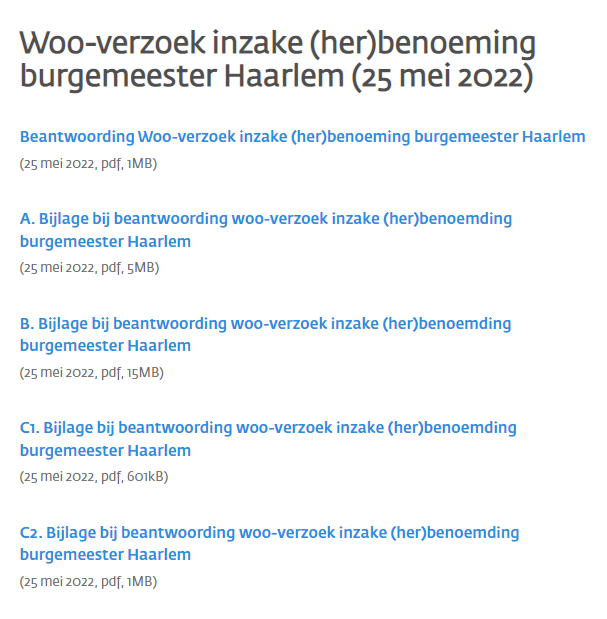 Woo-verzoek inzake (her)benoeming
burgemeester Haarlem (25 mei 2022)
Beantwoording Woo-verzoek inzake (her)benoeming burgemeester Haarlem
(25 mei 2022, pdf, 1MB)
A. Bijlage bij beantwoording woo-verzoek inzake (her)benoemding
burgemeester Haarlem
(25 mei 2022, pdf, 5MB)
B. Bijlage bij beantwoording woo-verzoek inzake (her)benoemding
burgemeester Haarlem
(25 mei 2022, pdf, 15MB)
C1. Bijlage bij beantwoording woo-verzoek inzake (her)benoemding
burgemeester Haarlem
(25 mei 2022, pdf, 601kB)
C2. Bijlage bij beantwoording woo-verzoek inzake (her)benoemding
burgemeester Haarlem
(25 mei 2022, pdf, 1MB)